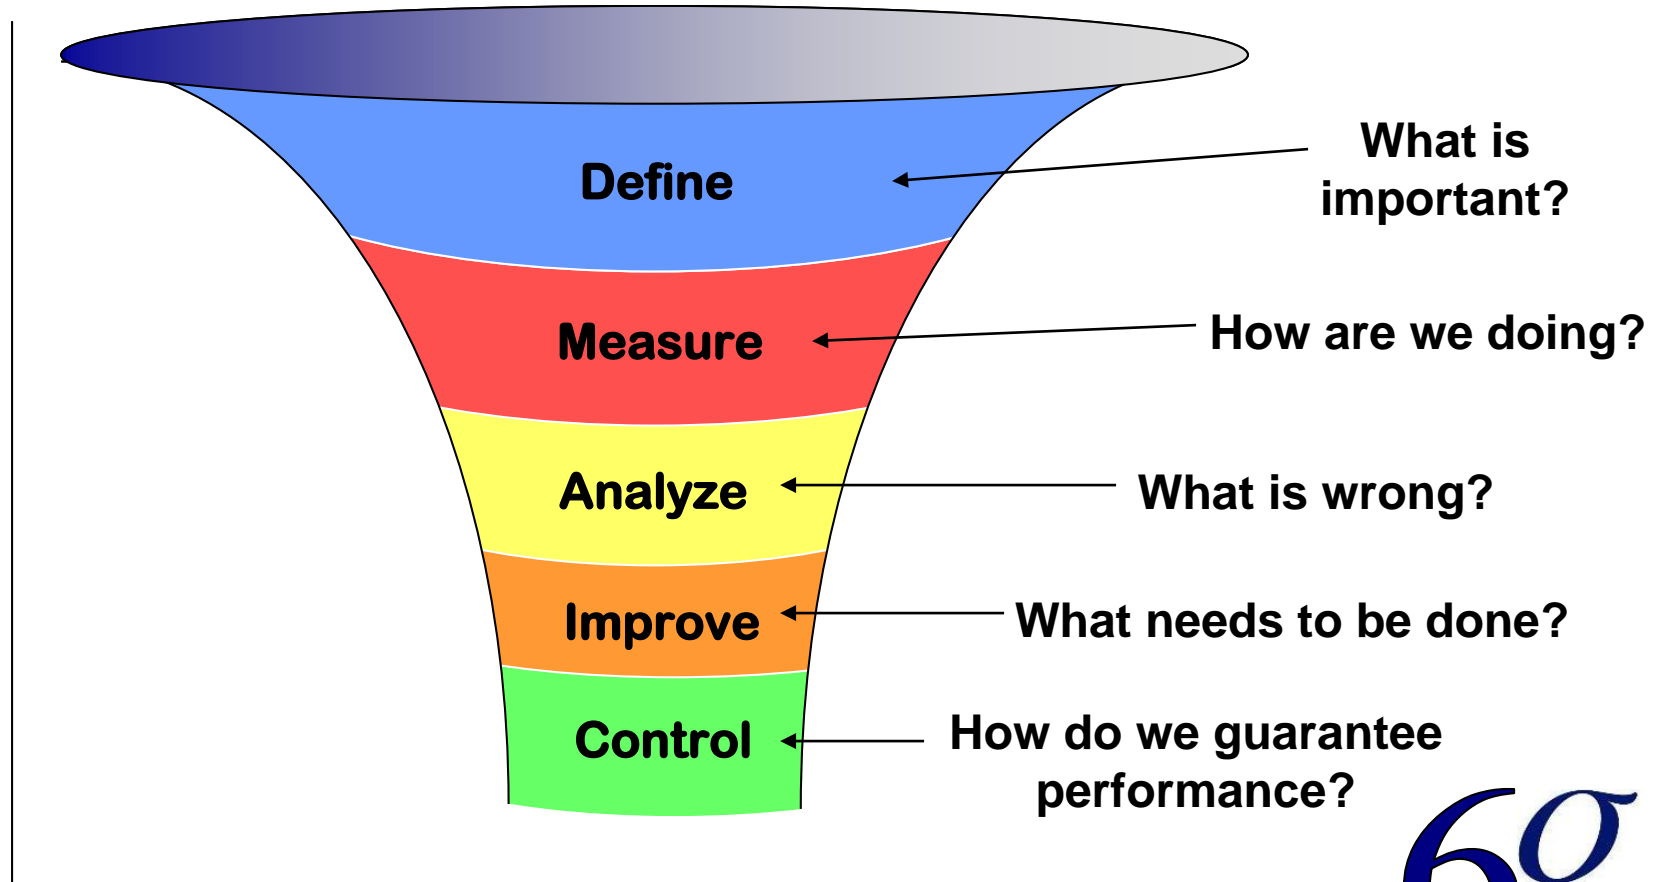 Define
What is
important?
Measure
How are we doing?
Analyze
What is wrong?
Improve
What needs to be done?
Control
How do we guarantee
performance?
6σ